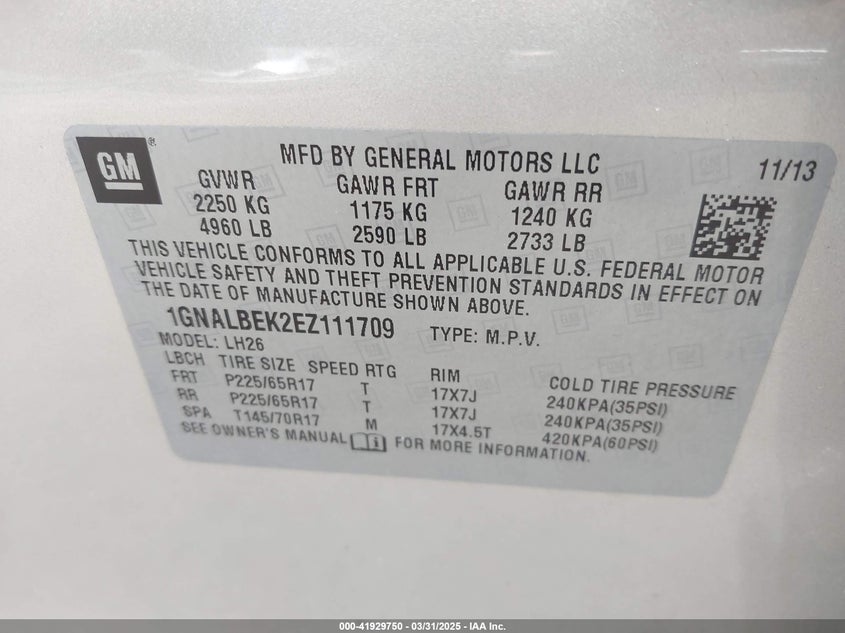 GM
MFD BY GENERAL MOTORS LLC
11/13
GVWR GAWR FRT GAWR RR
2250 KG 1175 KG 1240 KG
4960 LB 2590 LB 2733 LB
THIS VEHICLE CONFORMS TO ALL APPLICABLE U.S. FEDERAL MOTOR
VEHICLE SAFETY AND THEFT PREVENTION STANDARDS IN EFFECT ON
THE DATE OF MANUFACTURE SHOWN ABOVE.
1GNALBEK2EZ111709 TYPE: M.P.V.
MODEL: LH26
LBCH TIRE SIZE SPEED RTG RIM COLD TIRE PRESSURE
FRT P225/65R17 T 17X7J 240KPA(35PSI)
RR P225/65R17 T 17X7J 240KPA(35PSI)
SPA T145/70R17 M 17X4.5T 420KPA(60PSI)
SEE OWNER'S MANUAL FOR MORE INFORMATION.
000-41929750 — 03/31/2025 — IAA Inc.